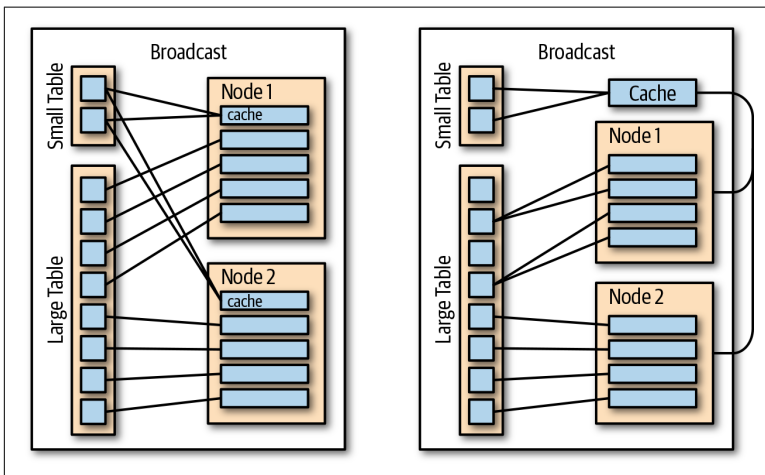 Broadcast
Small Table
Large Table
Node 1
cache
Node 2
cache
Broadcast
Small Table
Large Table
Cache
Node 1
Node 2